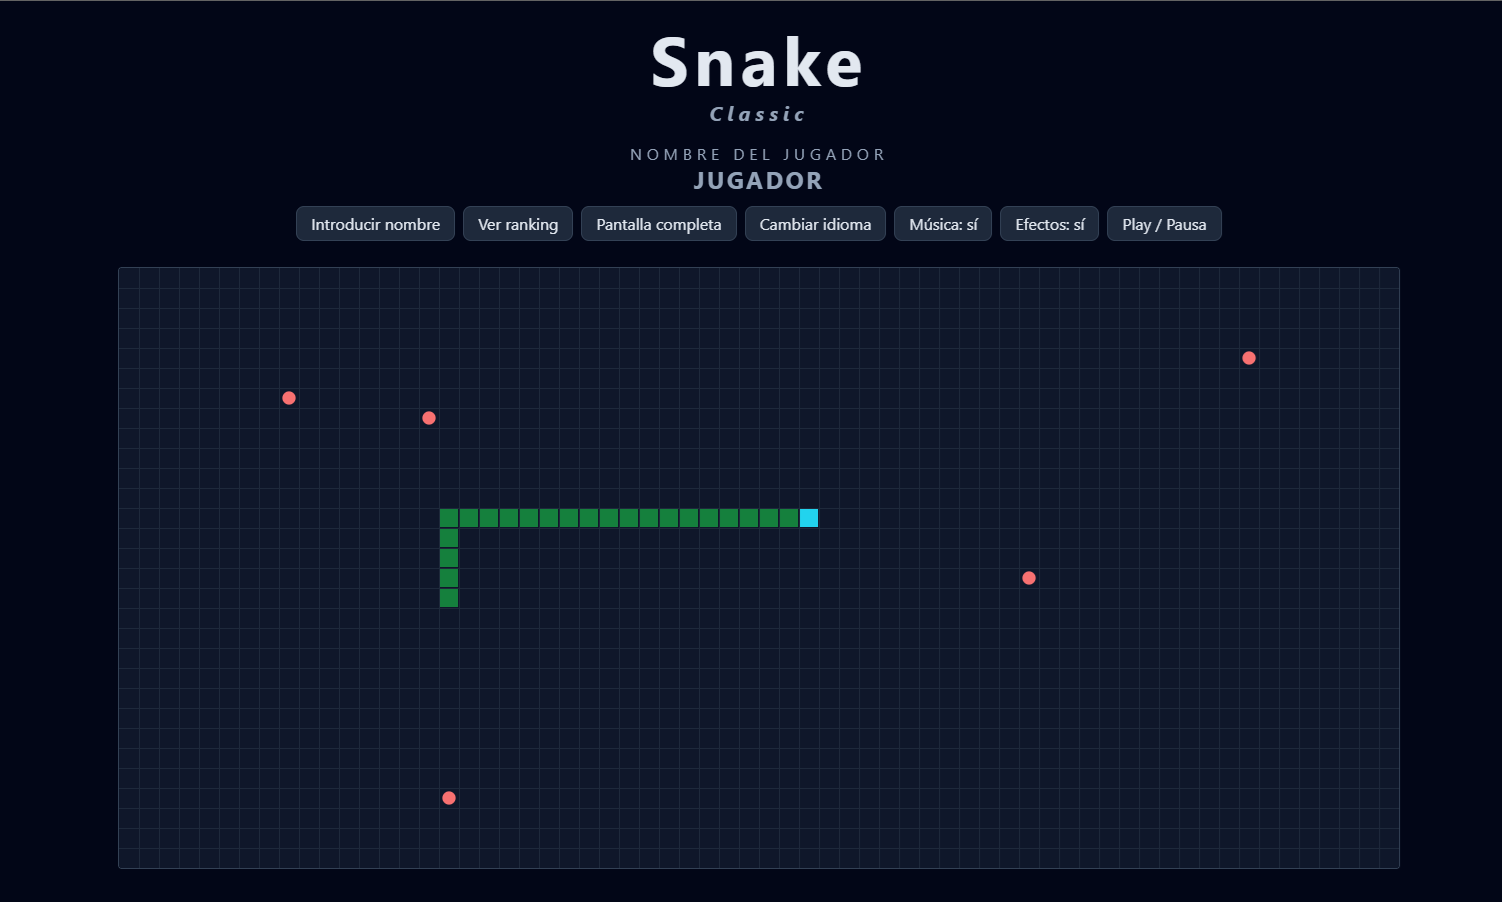 Snake
Classic
NOMBRE DEL JUGADOR
JUGADOR
Introducir nombre Ver ranking Pantalla completa Cambiar idioma Música: sí Efectos: sí Play / Pausa